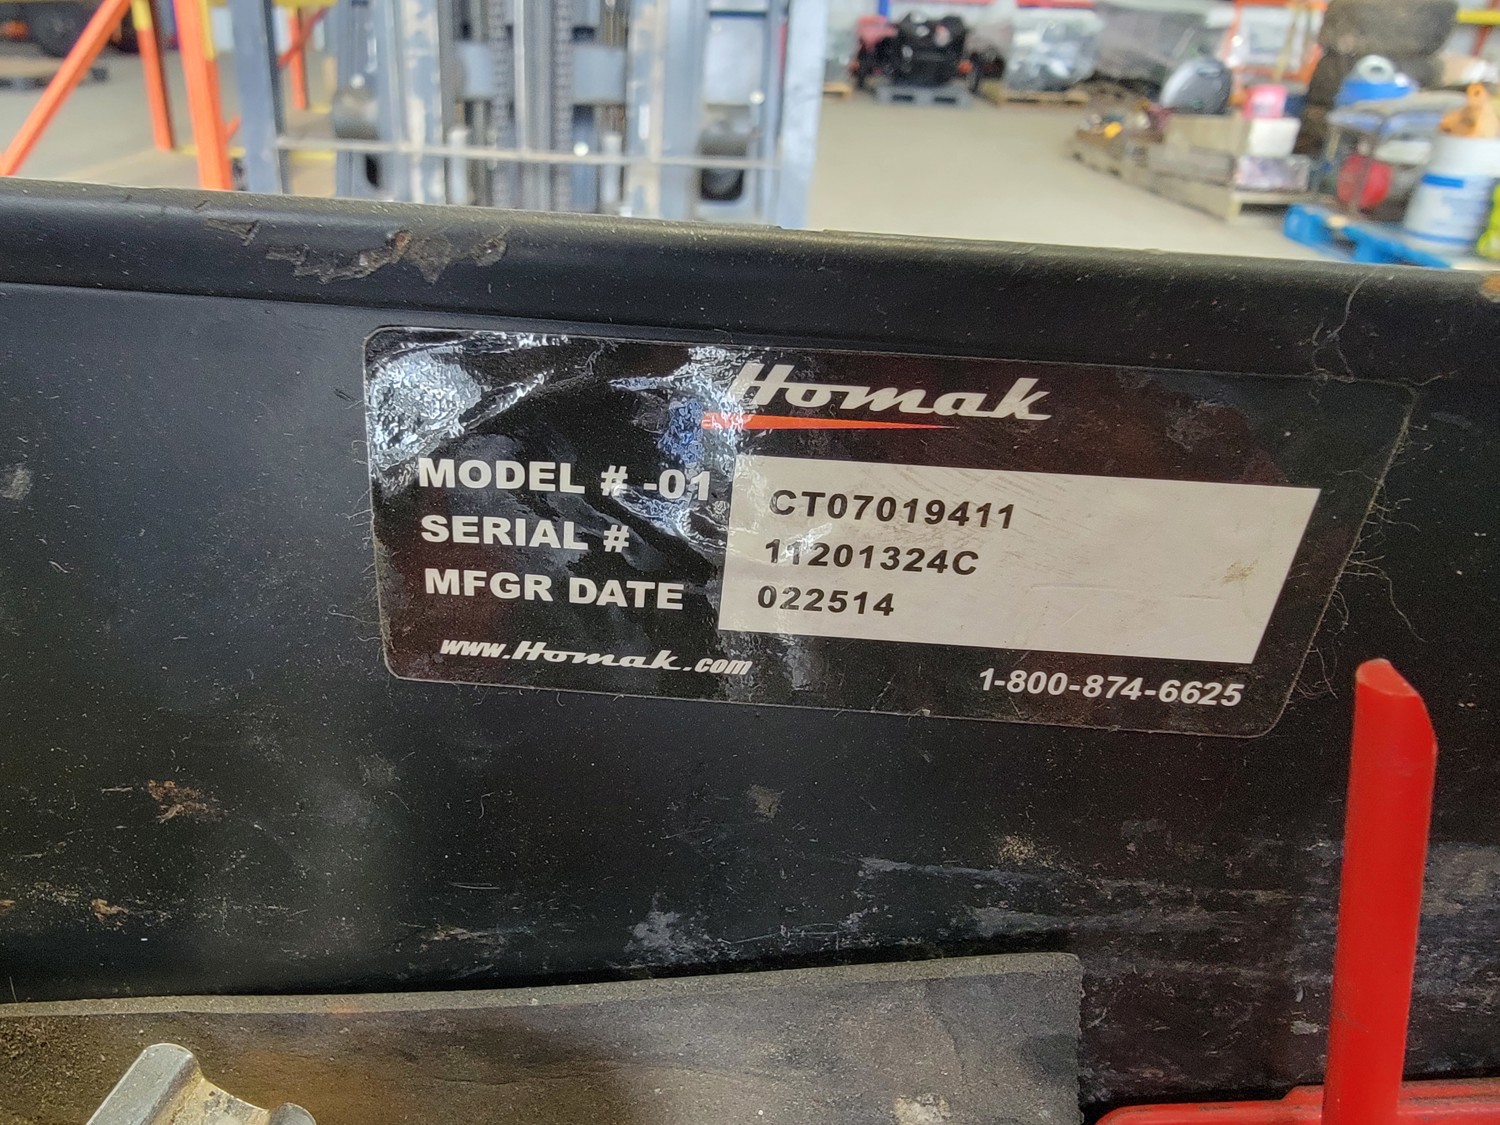 Homak
MODEL # -01 CT07019411
SERIAL # 11201324C
MFGR DATE 022514
www.Homak.com 1-800-874-6625